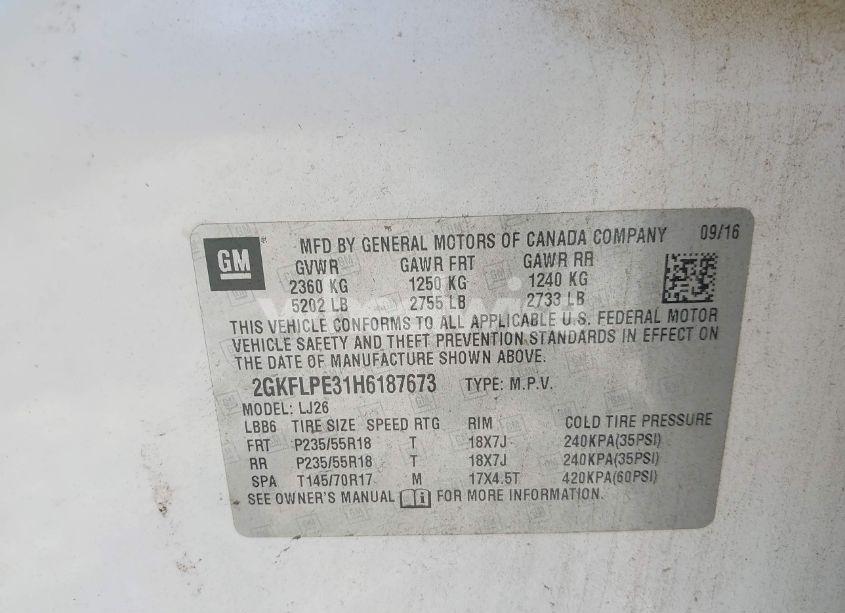 GM
MFD BY GENERAL MOTORS OF CANADA COMPANY 09/16
GVWR GAWR FRT GAWR RR
2360 KG 1250 KG 1240 KG
5202 LB 2755 LB 2733 LB
THIS VEHICLE CONFORMS TO ALL APPLICABLE U.S. FEDERAL MOTOR
VEHICLE SAFETY AND THEFT PREVENTION STANDARDS IN EFFECT ON
THE DATE OF MANUFACTURE SHOWN ABOVE.
2GKFLPE31H6187673 TYPE: M.P.V.
MODEL: LJ26
LBB6 TIRE SIZE SPEED RTG RIM COLD TIRE PRESSURE
FRT P235/55R18 T 18X7J 240KPA(35PSI)
RR P235/55R18 T 18X7J 240KPA(35PSI)
SPA T145/70R17 M 17X4.5T 420KPA(60PSI)
SEE OWNER'S MANUAL FOR MORE INFORMATION.